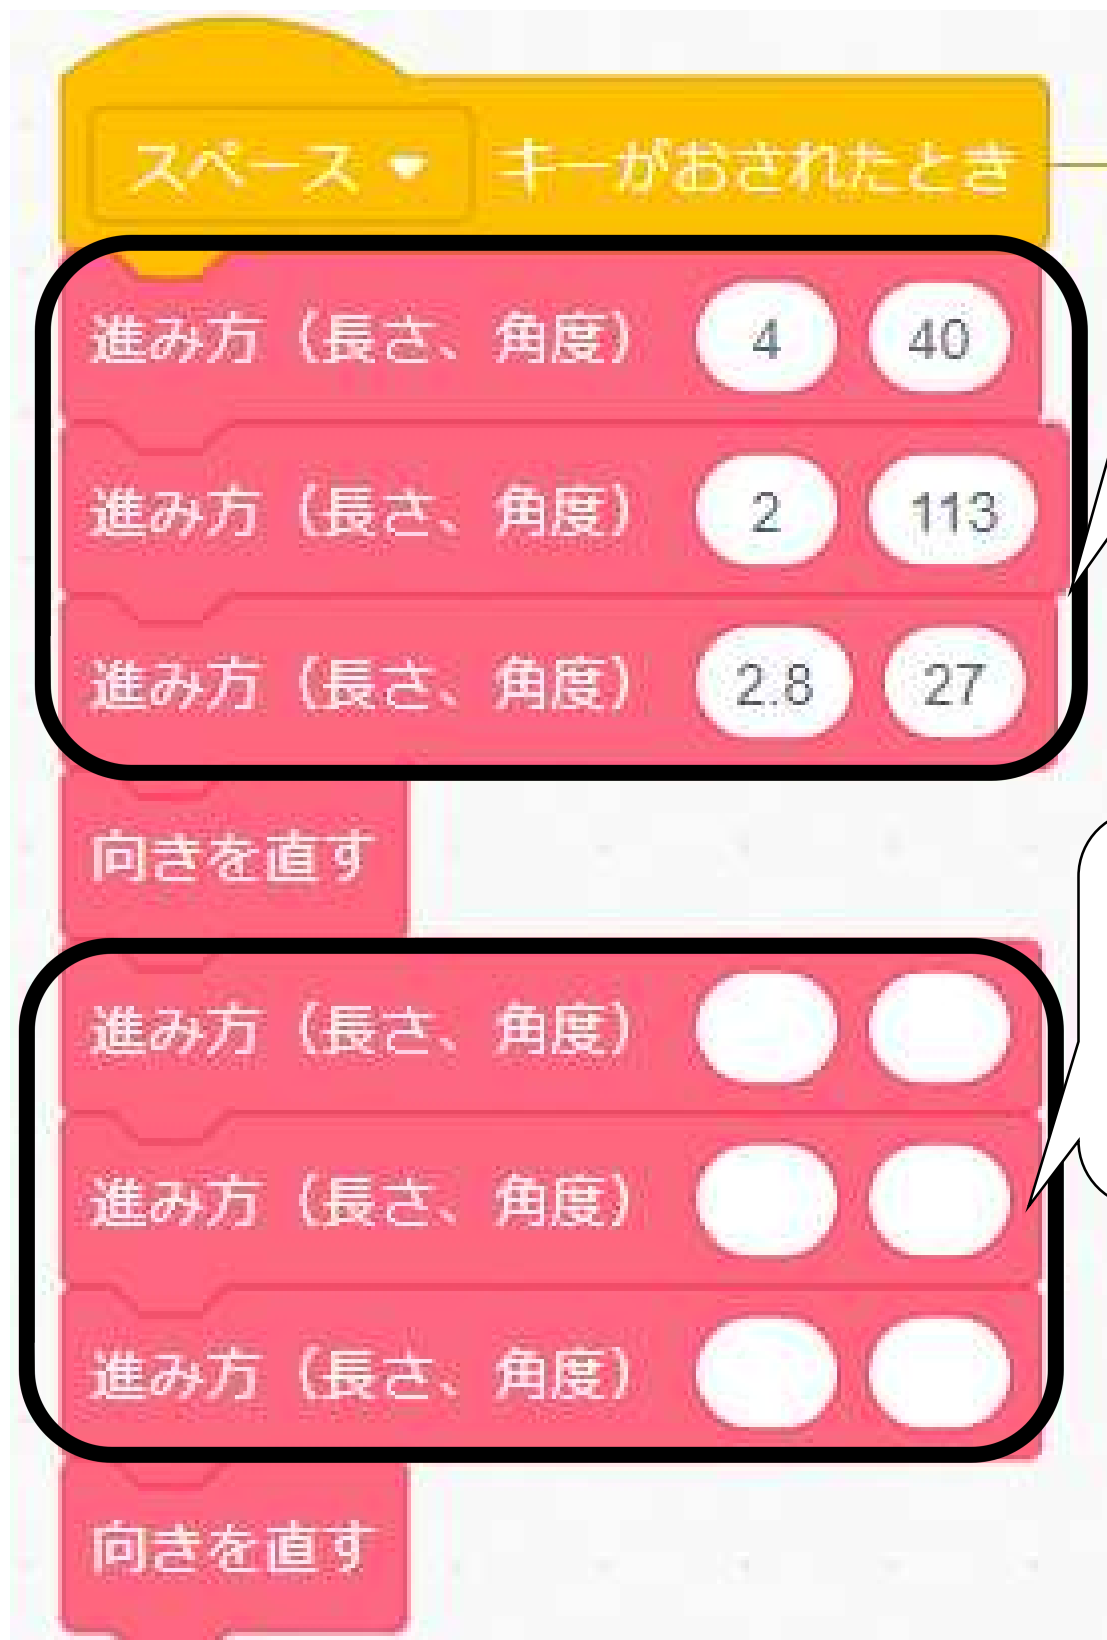 スペース キーがおされたとき
進み方（長さ、角度） 4 40
進み方（長さ、角度） 2 113
進み方（長さ、角度） 2.8 27
向きを直す
進み方（長さ、角度）
進み方（長さ、角度）
進み方（長さ、角度）
向きを直す